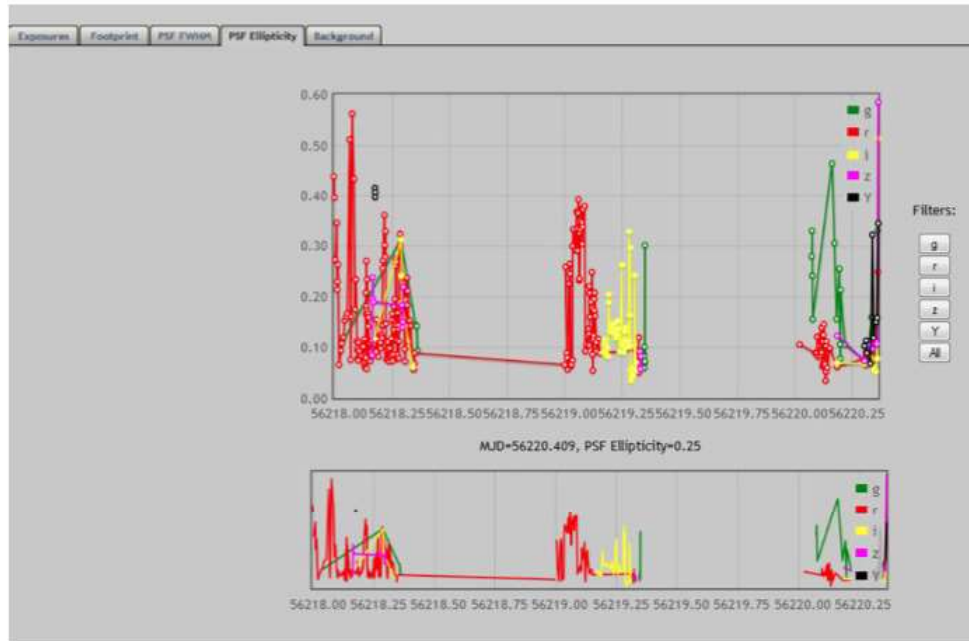 Exposures Footprint PSF FWHM PSF Ellipticity Background
0.60
0.50
0.40
0.30
0.20
0.10
0.00
g
r
i
z
Y
Filters:
g
r
i
z
Y
All
56218.00 56218.25 56218.50 56218.75 56219.00 56219.25 56219.50 56219.75 56220.00 56220.25
MJD=56220.409, PSF Ellipticity=0.25
g
r
i
z
Y
56218.00 56218.25 56218.50 56218.75 56219.00 56219.25 56219.50 56219.75 56220.00 56220.25